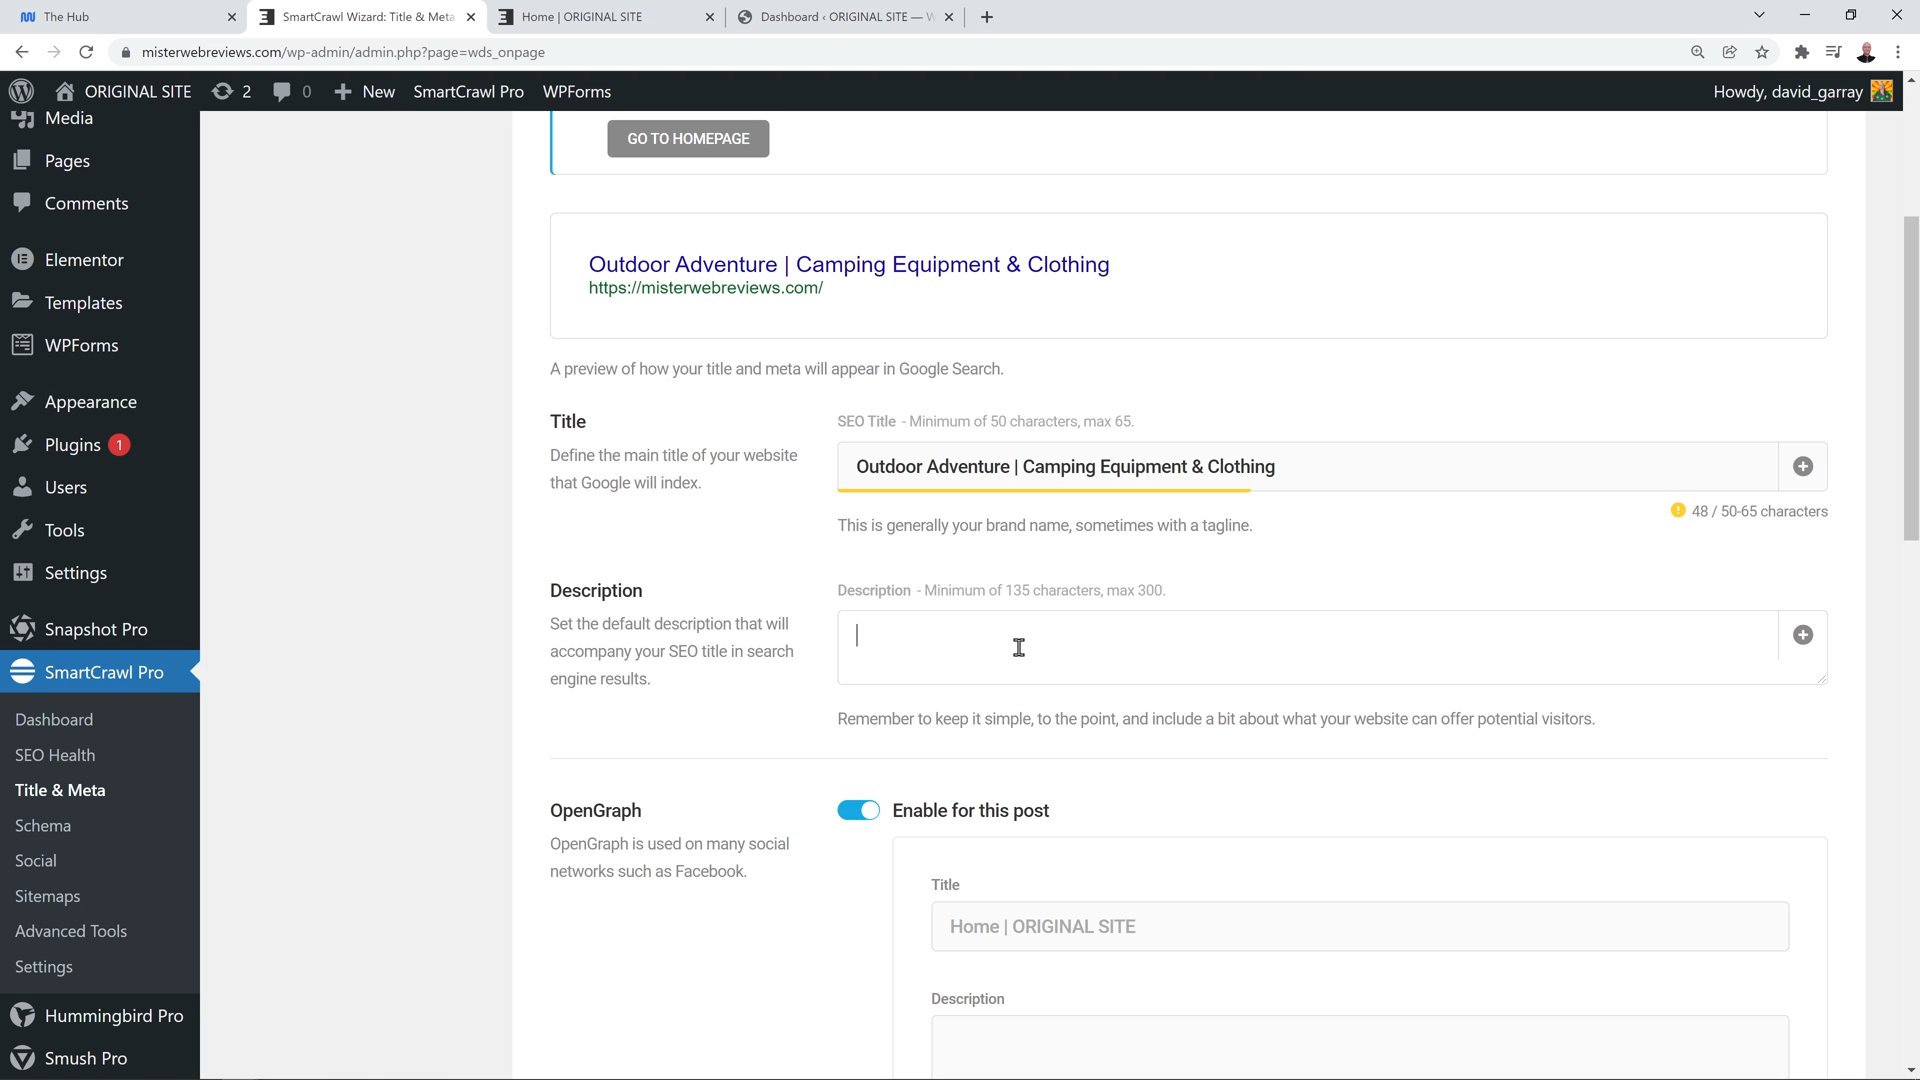 The Hub
SmartCrawl Wizard: Title & Meta
Home | ORIGINAL SITE
Dashboard ‹ ORIGINAL SITE — W
misterwebreviews.com/wp-admin/admin.php?page=wds_onpage
ORIGINAL SITE
2
0
New
SmartCrawl Pro
WPForms
Howdy, david_garray
Media
Pages
Comments
Elementor
Templates
WPForms
Appearance
Plugins 1
Users
Tools
Settings
Snapshot Pro
SmartCrawl Pro
Dashboard
SEO Health
Title & Meta
Schema
Social
Sitemaps
Advanced Tools
Settings
Hummingbird Pro
Smush Pro
GO TO HOMEPAGE
Outdoor Adventure | Camping Equipment & Clothing
https://misterwebreviews.com/
A preview of how your title and meta will appear in Google Search.
Title
Define the main title of your website
that Google will index.
SEO Title - Minimum of 50 characters, max 65.
Outdoor Adventure | Camping Equipment & Clothing
48 / 50-65 characters
This is generally your brand name, sometimes with a tagline.
Description
Set the default description that will
accompany your SEO title in search
engine results.
Description - Minimum of 135 characters, max 300.
Remember to keep it simple, to the point, and include a bit about what your website can offer potential visitors.
OpenGraph
OpenGraph is used on many social
networks such as Facebook.
Enable for this post
Title
Home | ORIGINAL SITE
Description